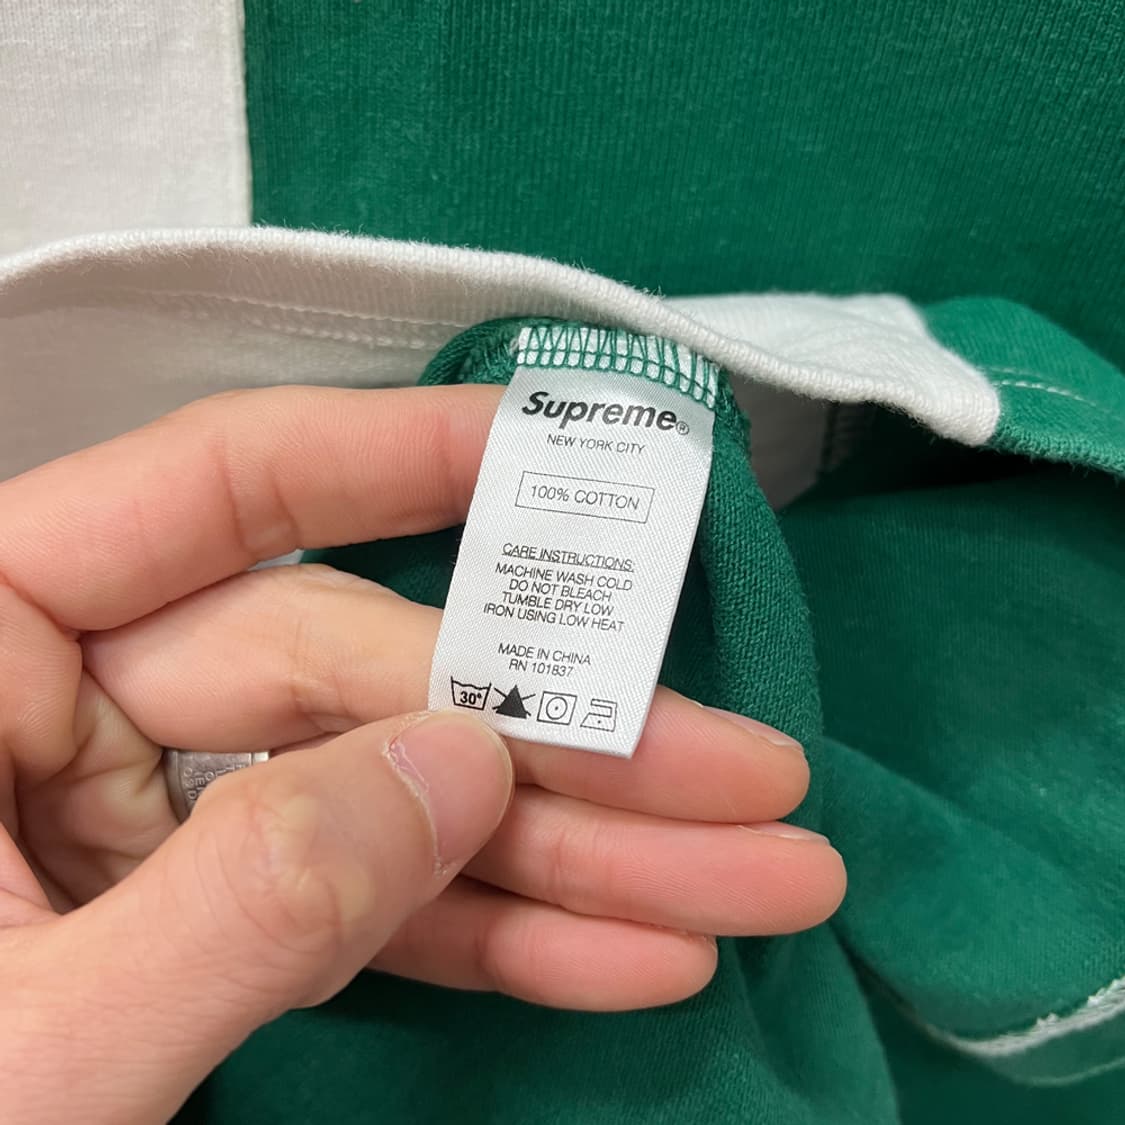 Supreme®
NEW YORK CITY
100% COTTON
CARE INSTRUCTIONS
MACHINE WASH COLD
DO NOT BLEACH
TUMBLE DRY LOW
IRON USING LOW HEAT
MADE IN CHINA
RN 101837
30°